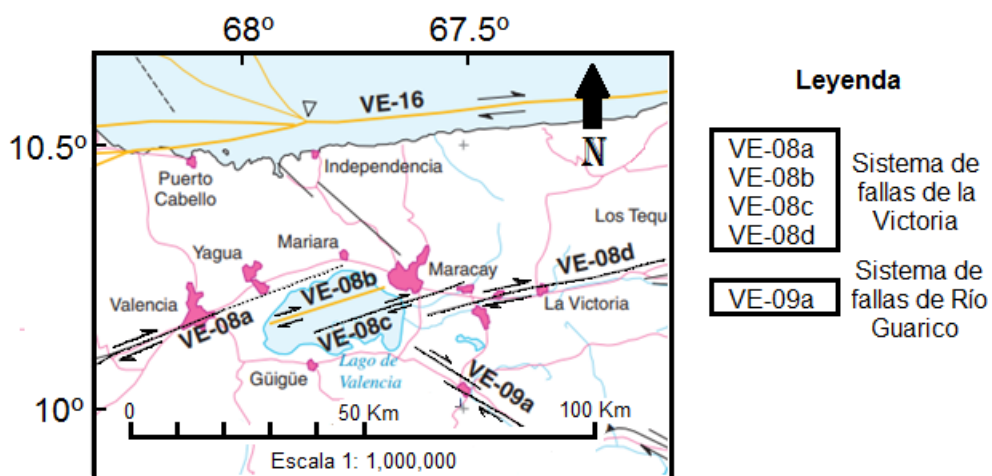 68º
67.5º
VE-16
10.5º
N
Independencia
Puerto
Cabello
Los Tequ
Mariara
Yagua
Maracay
VE-08d
VE-08b
Valencia
VE-08a
La Victoria
VE-08c
Lago de
Valencia
Güigüe
VE-09a
10º
0
50 Km
100 Km
Escala 1: 1,000,000
Leyenda
VE-08a
VE-08b
VE-08c
VE-08d
Sistema de
fallas de la
Victoria
VE-09a
Sistema de
fallas de Río
Guarico